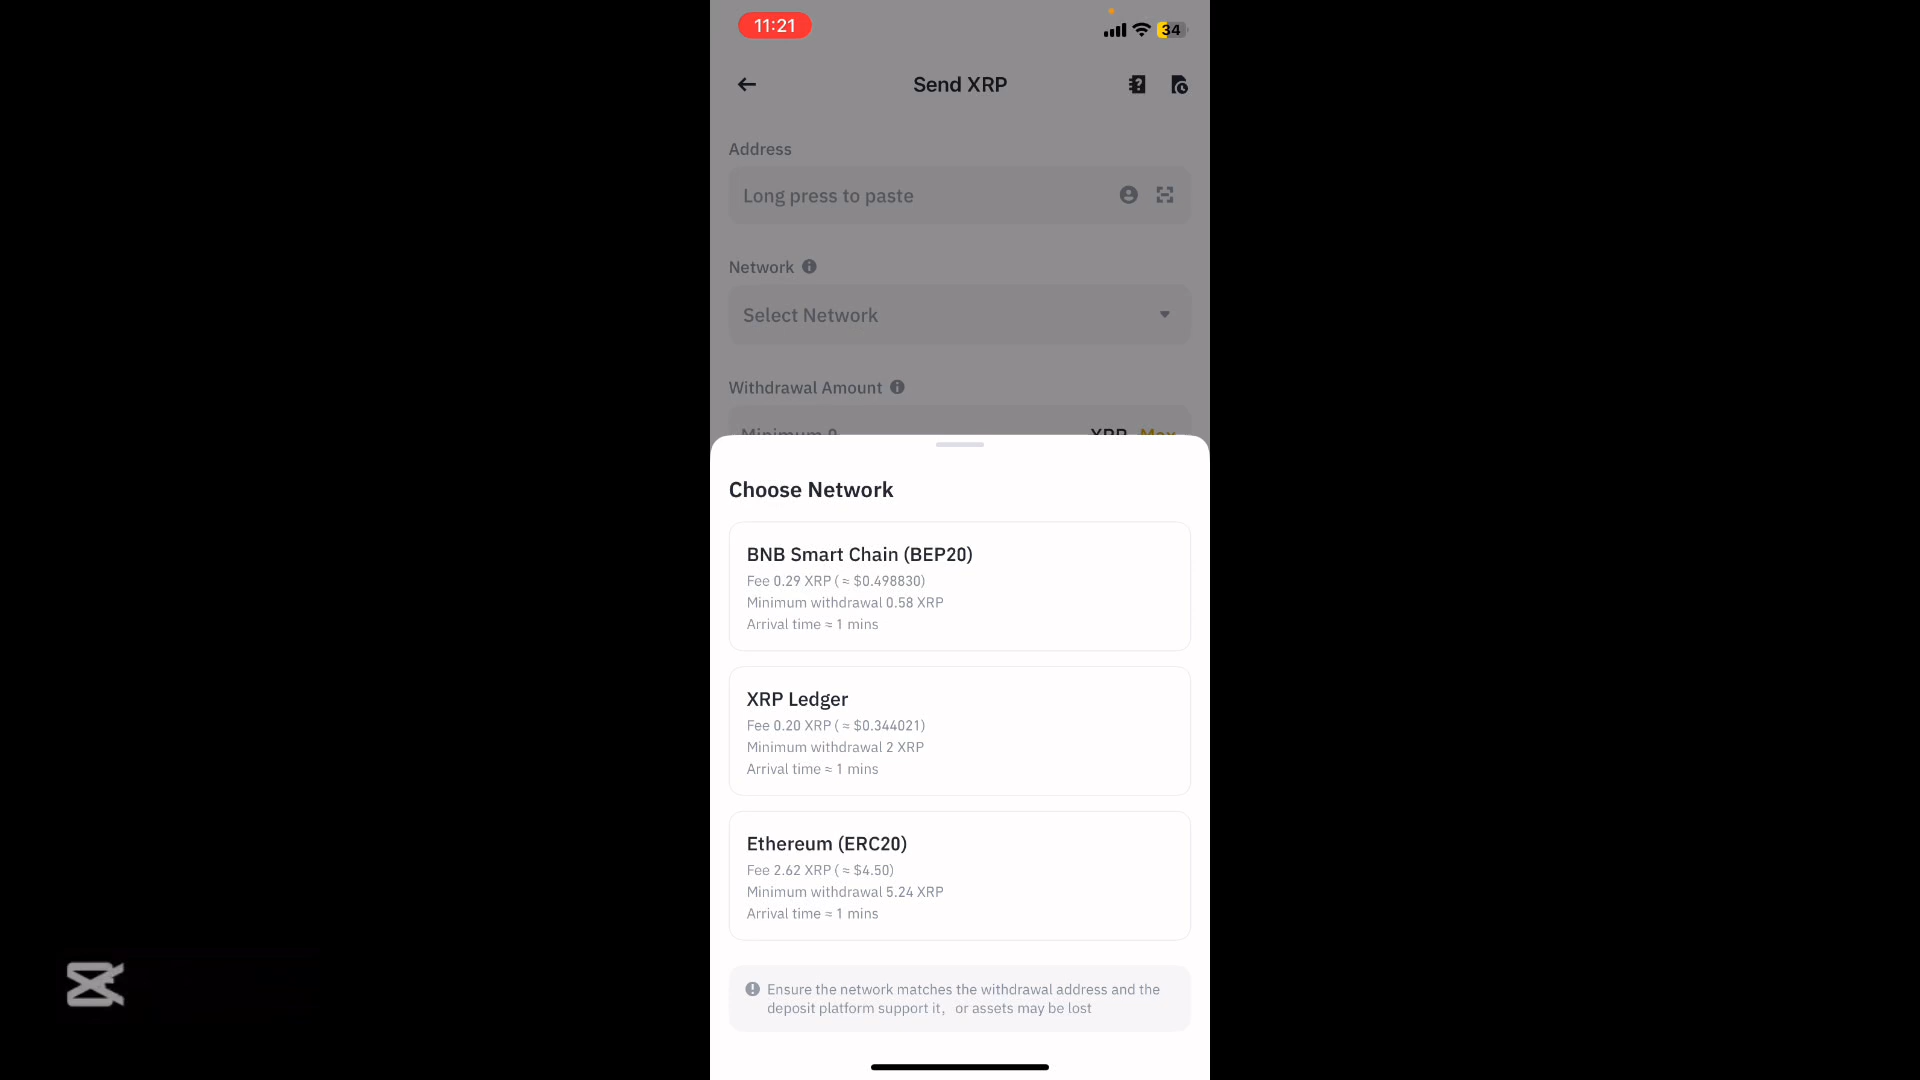 11:21
34
Send XRP
Address
Long press to paste
Network
Select Network
Withdrawal Amount
Minimum 0 XRP Max
Choose Network
BNB Smart Chain (BEP20)
Fee 0.29 XRP ( ≈ $0.498830)
Minimum withdrawal 0.58 XRP
Arrival time ≈ 1 mins
XRP Ledger
Fee 0.20 XRP ( ≈ $0.344021)
Minimum withdrawal 2 XRP
Arrival time ≈ 1 mins
Ethereum (ERC20)
Fee 2.62 XRP ( ≈ $4.50)
Minimum withdrawal 5.24 XRP
Arrival time ≈ 1 mins
Ensure the network matches the withdrawal address and the
deposit platform support it， or assets may be lost